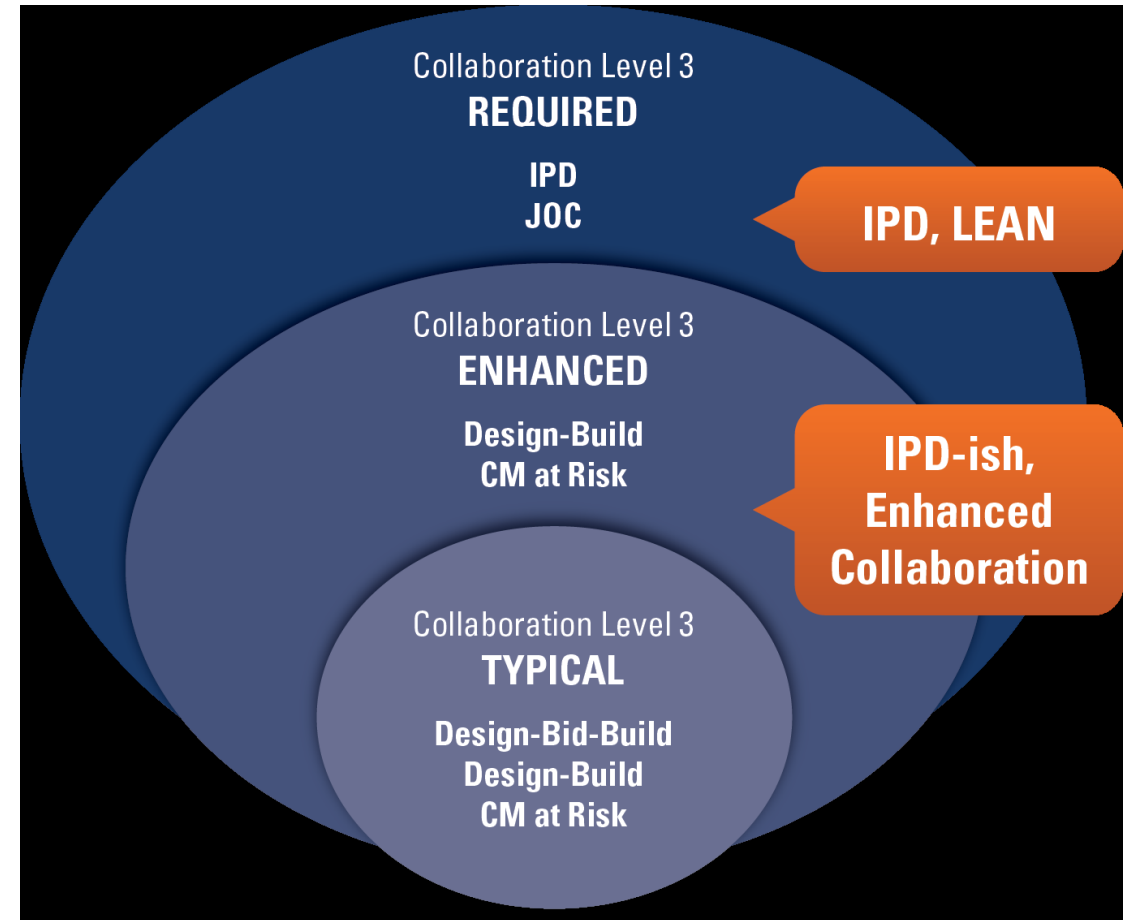 Collaboration Level 3
REQUIRED
IPD
JOC
IPD, LEAN
Collaboration Level 3
ENHANCED
Design-Build
CM at Risk
IPD-ish,
Enhanced
Collaboration
Collaboration Level 3
TYPICAL
Design-Bid-Build
Design-Build
CM at Risk